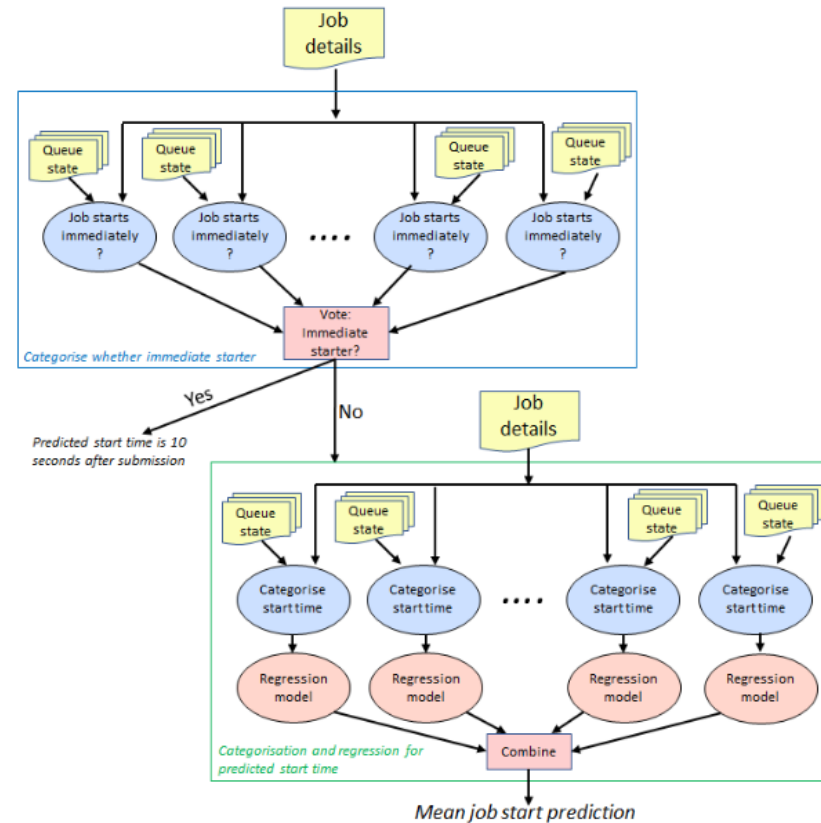 Job
details
Queue
state
Queue
state
Queue
state
Queue
state
Job starts
immediately
?
Job starts
immediately
?
....
Job starts
immediately
?
Job starts
immediately
?
Vote:
Immediate
starter?
Categorise whether immediate starter
Yes
No
Predicted start time is 10
seconds after submission
Job
details
Queue
state
Queue
state
Queue
state
Queue
state
Categorise
start time
Categorise
start time
....
Categorise
start time
Categorise
start time
Regression
model
Regression
model
Regression
model
Regression
model
Categorisation and regression for
predicted start time
Combine
Mean job start prediction